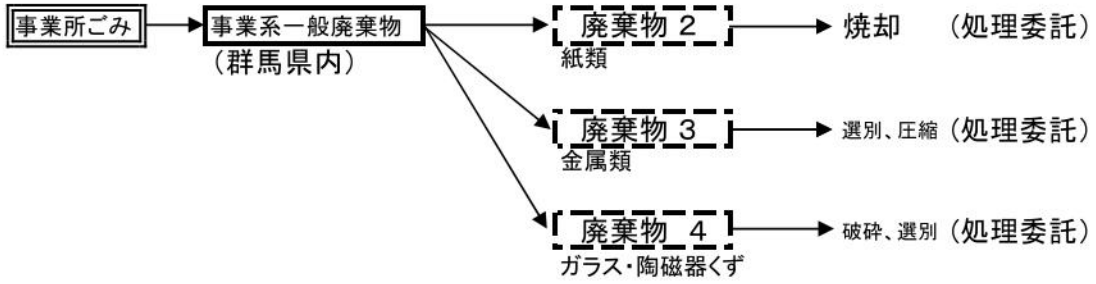 事業所ごみ 事業系一般廃棄物 廃棄物 2 焼却 （処理委託）
（群馬県内） 紙類
廃棄物 3 選別、圧縮 （処理委託）
金属類
廃棄物 4 破砕、選別 （処理委託）
ガラス・陶磁器くず